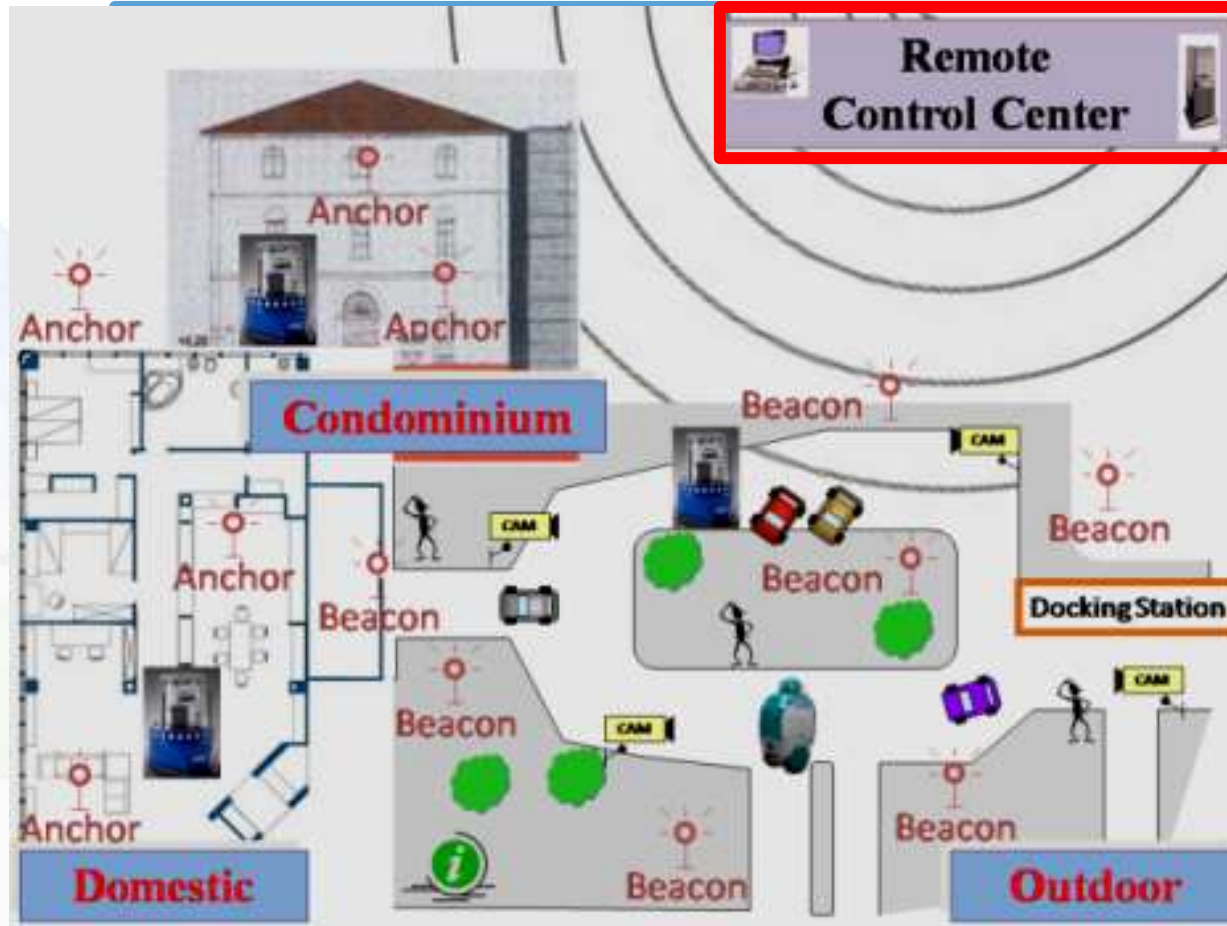 Remote
Control Center
Anchor
Anchor
Anchor
Condominium
Beacon
CAM
Beacon
CAM
Anchor
Beacon
Beacon
Docking Station
Beacon
CAM
CAM
Anchor
Beacon
Beacon
Domestic
i
Outdoor